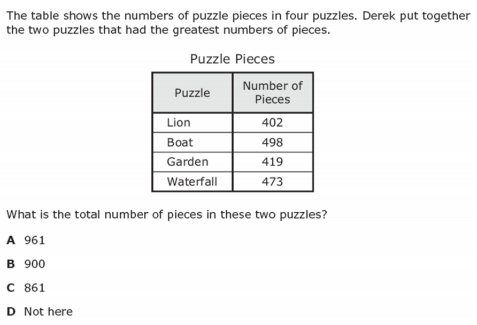 The table shows the numbers of puzzle pieces in four puzzles. Derek put together
the two puzzles that had the greatest numbers of pieces.
Puzzle Pieces
Puzzle Number of
Pieces
Lion 402
Boat 498
Garden 419
Waterfall 473
What is the total number of pieces in these two puzzles?
A 961
B 900
C 861
D Not here